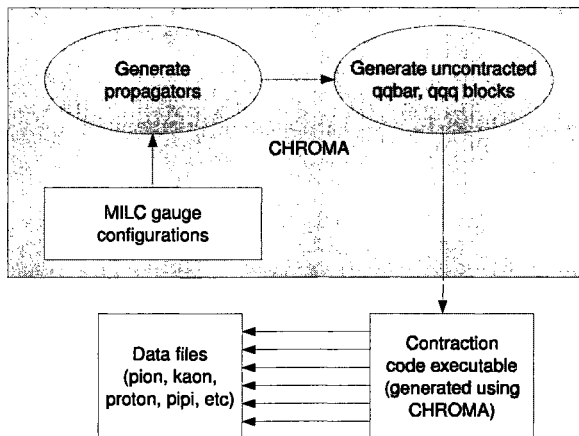 Generate
propagators
Generate uncontracted
qqbar, qqq blocks
CHROMA
MILC gauge
configurations
Data files
(pion, kaon,
proton, pipi, etc)
Contraction
code executable
(generated using
CHROMA)